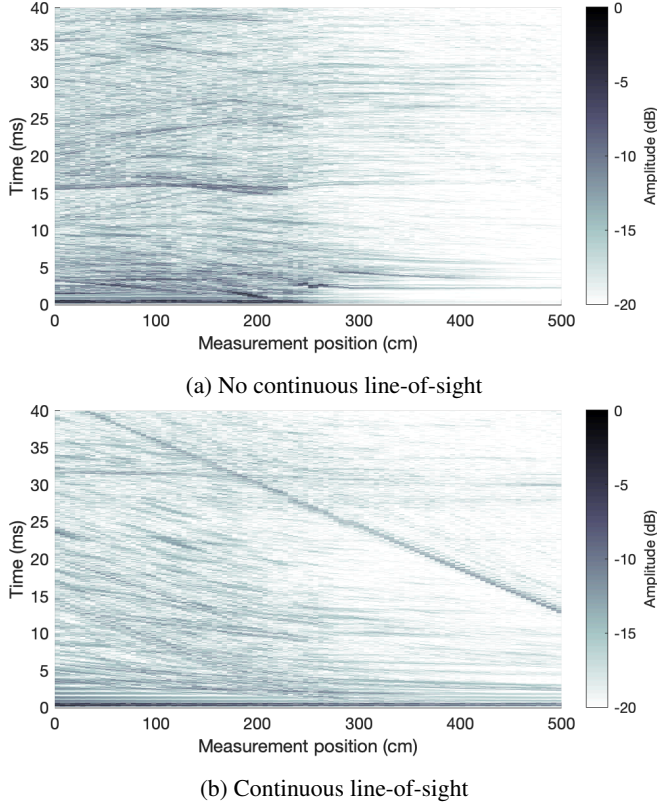 40
35
30
25
20
15
10
5
0
Time (ms)
0 100 200 300 400 500
Measurement position (cm)
0
-5
-10
-15
-20
Amplitude (dB)
(a) No continuous line-of-sight
40
35
30
25
20
15
10
5
0
Time (ms)
0 100 200 300 400 500
Measurement position (cm)
0
-5
-10
-15
-20
Amplitude (dB)
(b) Continuous line-of-sight